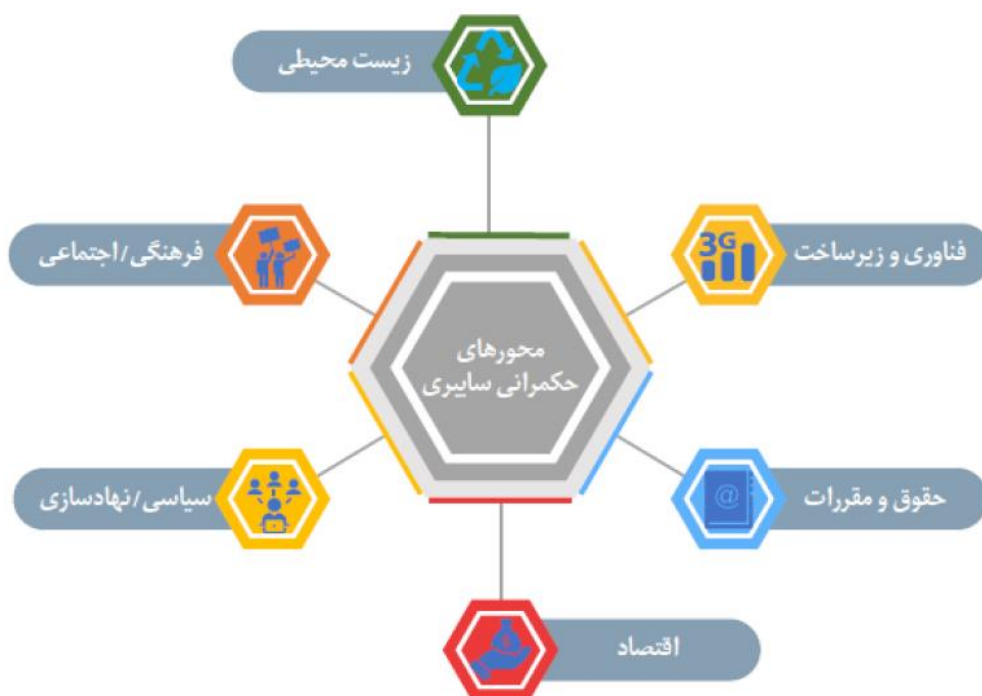 زیست محیطی
فناوری و زیرساخت
3G
فرهنگی/اجتماعی
محورهای
حکمرانی سایبری
حقوق و مقررات
@
سیاسی/نهادسازی
اقتصاد
$